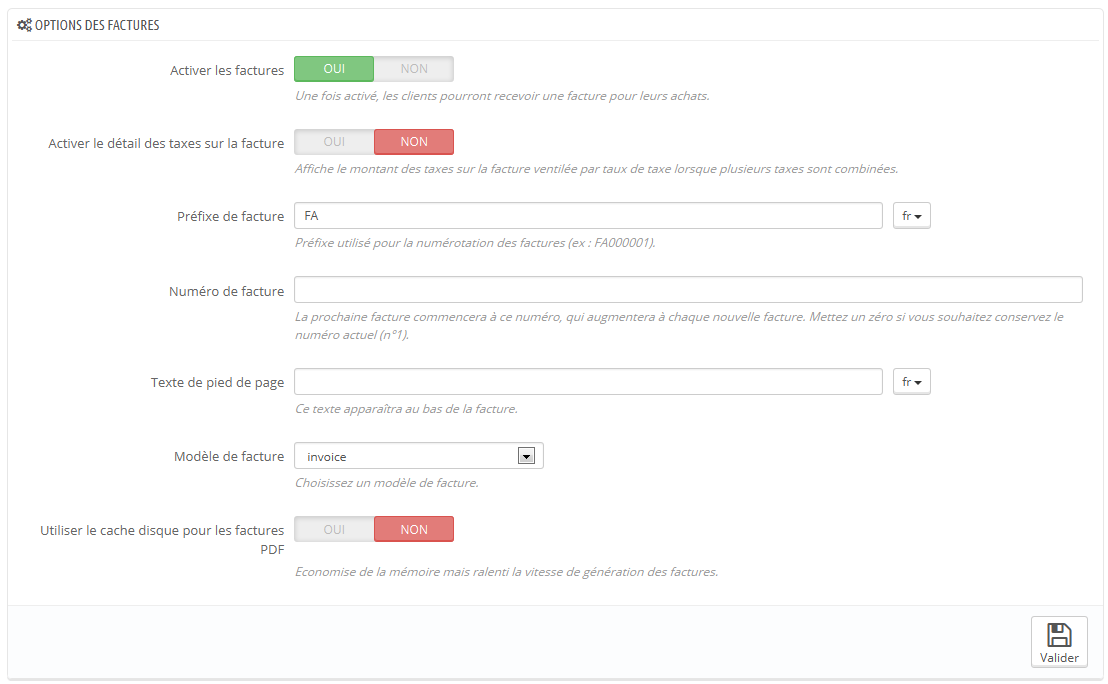 OPTIONS DES FACTURES
Activer les factures
OUI
NON
Une fois activé, les clients pourront recevoir une facture pour leurs achats.
Activer le détail des taxes sur la facture
OUI
NON
Affiche le montant des taxes sur la facture ventilée par taux de taxe lorsque plusieurs taxes sont combinées.
Préfixe de facture
FA
fr
Préfixe utilisé pour la numérotation des factures (ex : FA000001).
Numéro de facture
La prochaine facture commencera à ce numéro, qui augmentera à chaque nouvelle facture. Mettez un zéro si vous souhaitez conservez le
numéro actuel (n°1).
Texte de pied de page
fr
Ce texte apparaîtra au bas de la facture.
Modèle de facture
invoice
Choisissez un modèle de facture.
Utiliser le cache disque pour les factures
PDF
OUI
NON
Economise de la mémoire mais ralenti la vitesse de génération des factures.
Valider